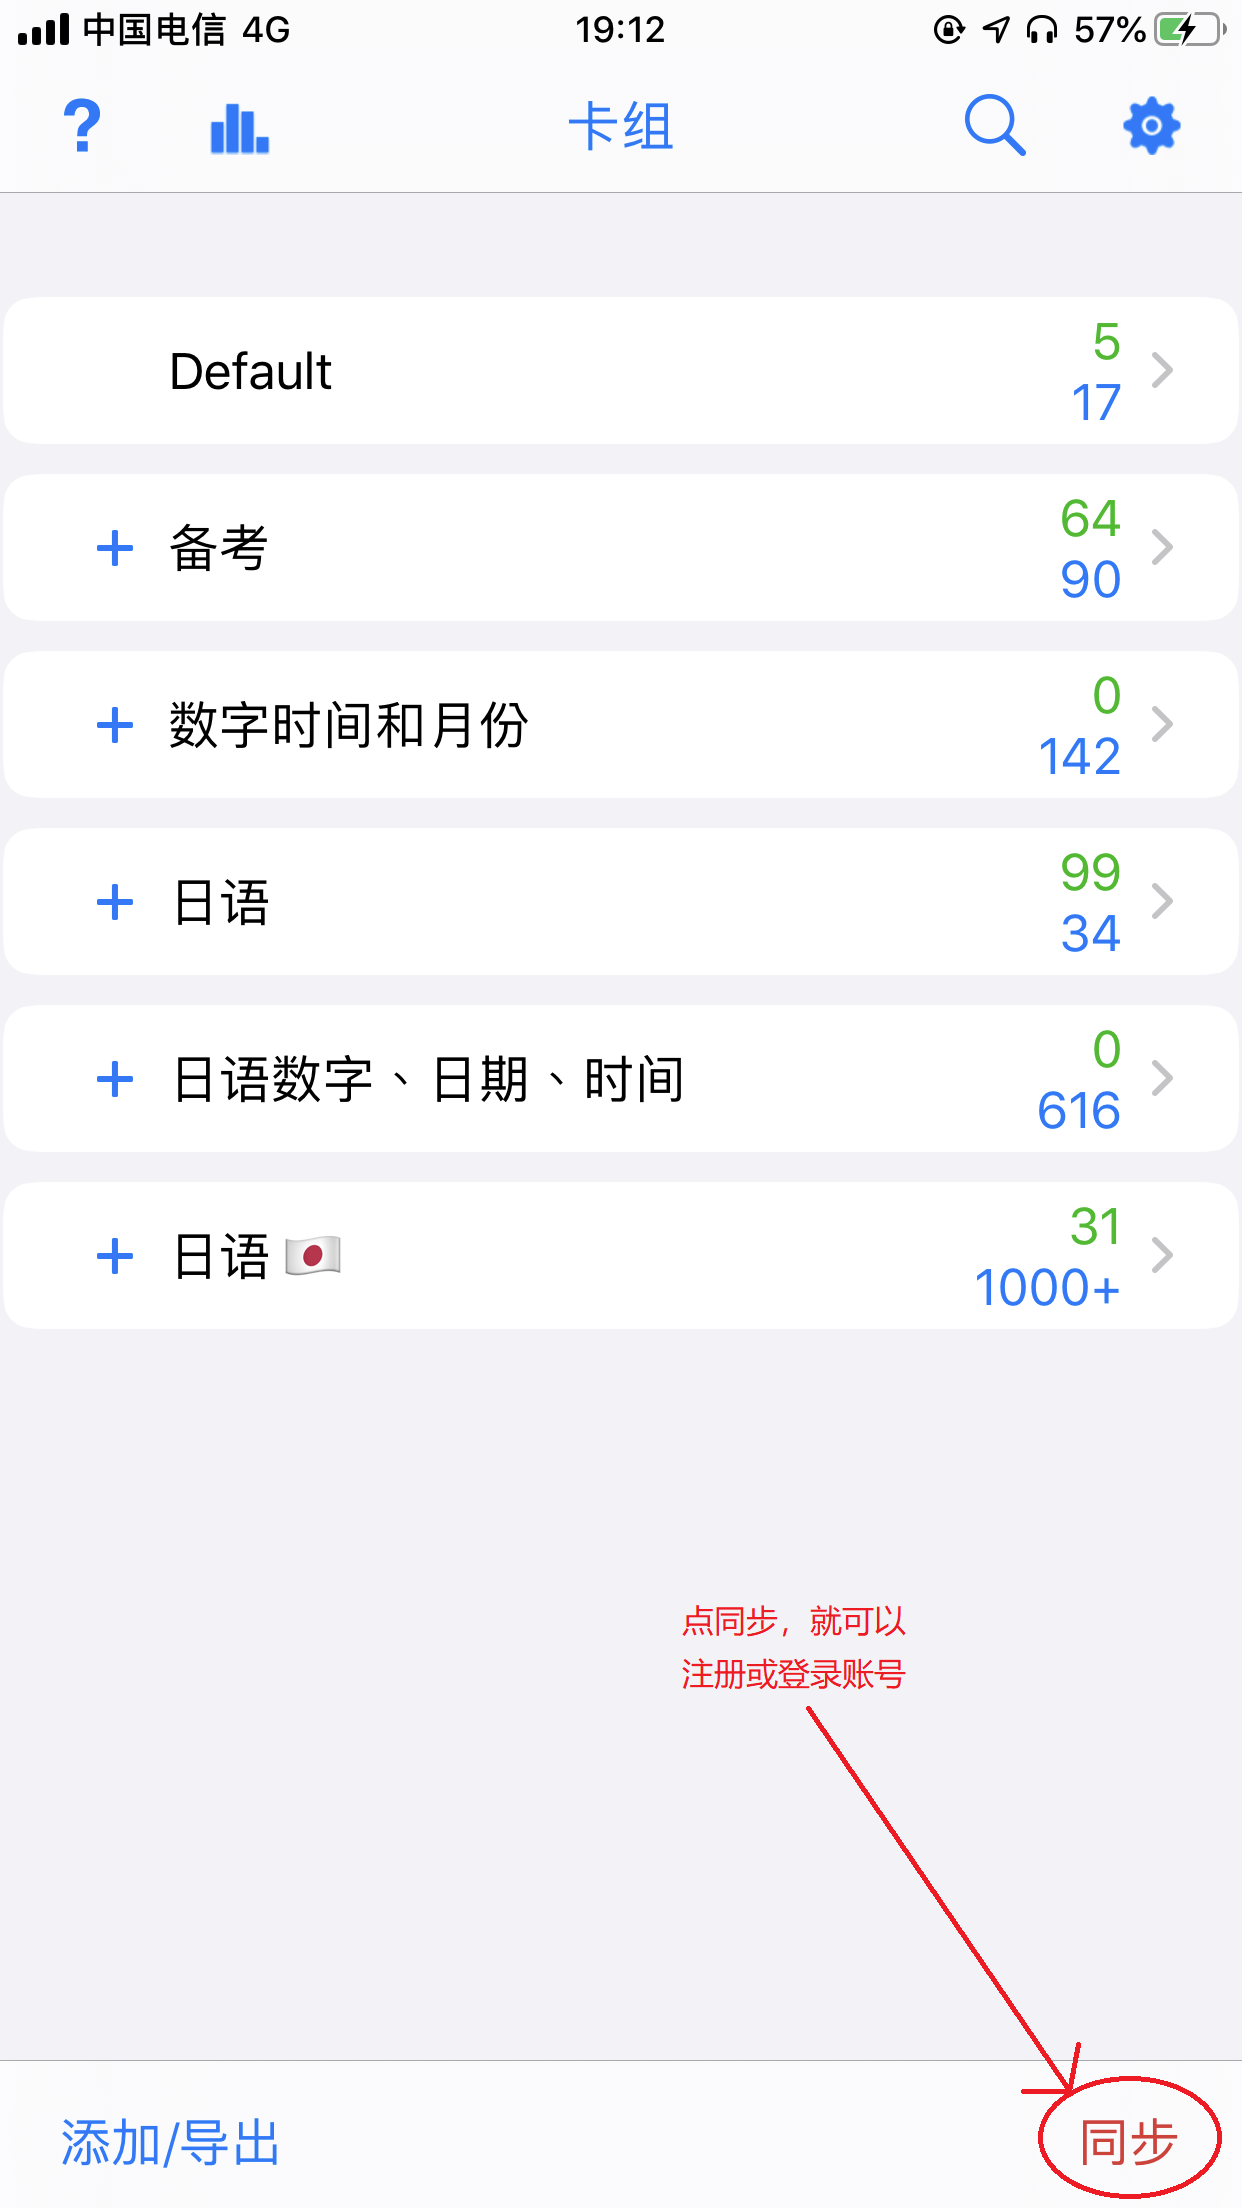 中国电信 4G 19:12 57%
? 卡组
Default 5
17
+ 备考 64
90
+ 数字时间和月份 0
142
+ 日语 99
34
+ 日语数字、日期、时间 0
616
+ 日语 🇯🇵 31
1000+
点同步，就可以
注册或登录账号
添加/导出 同步